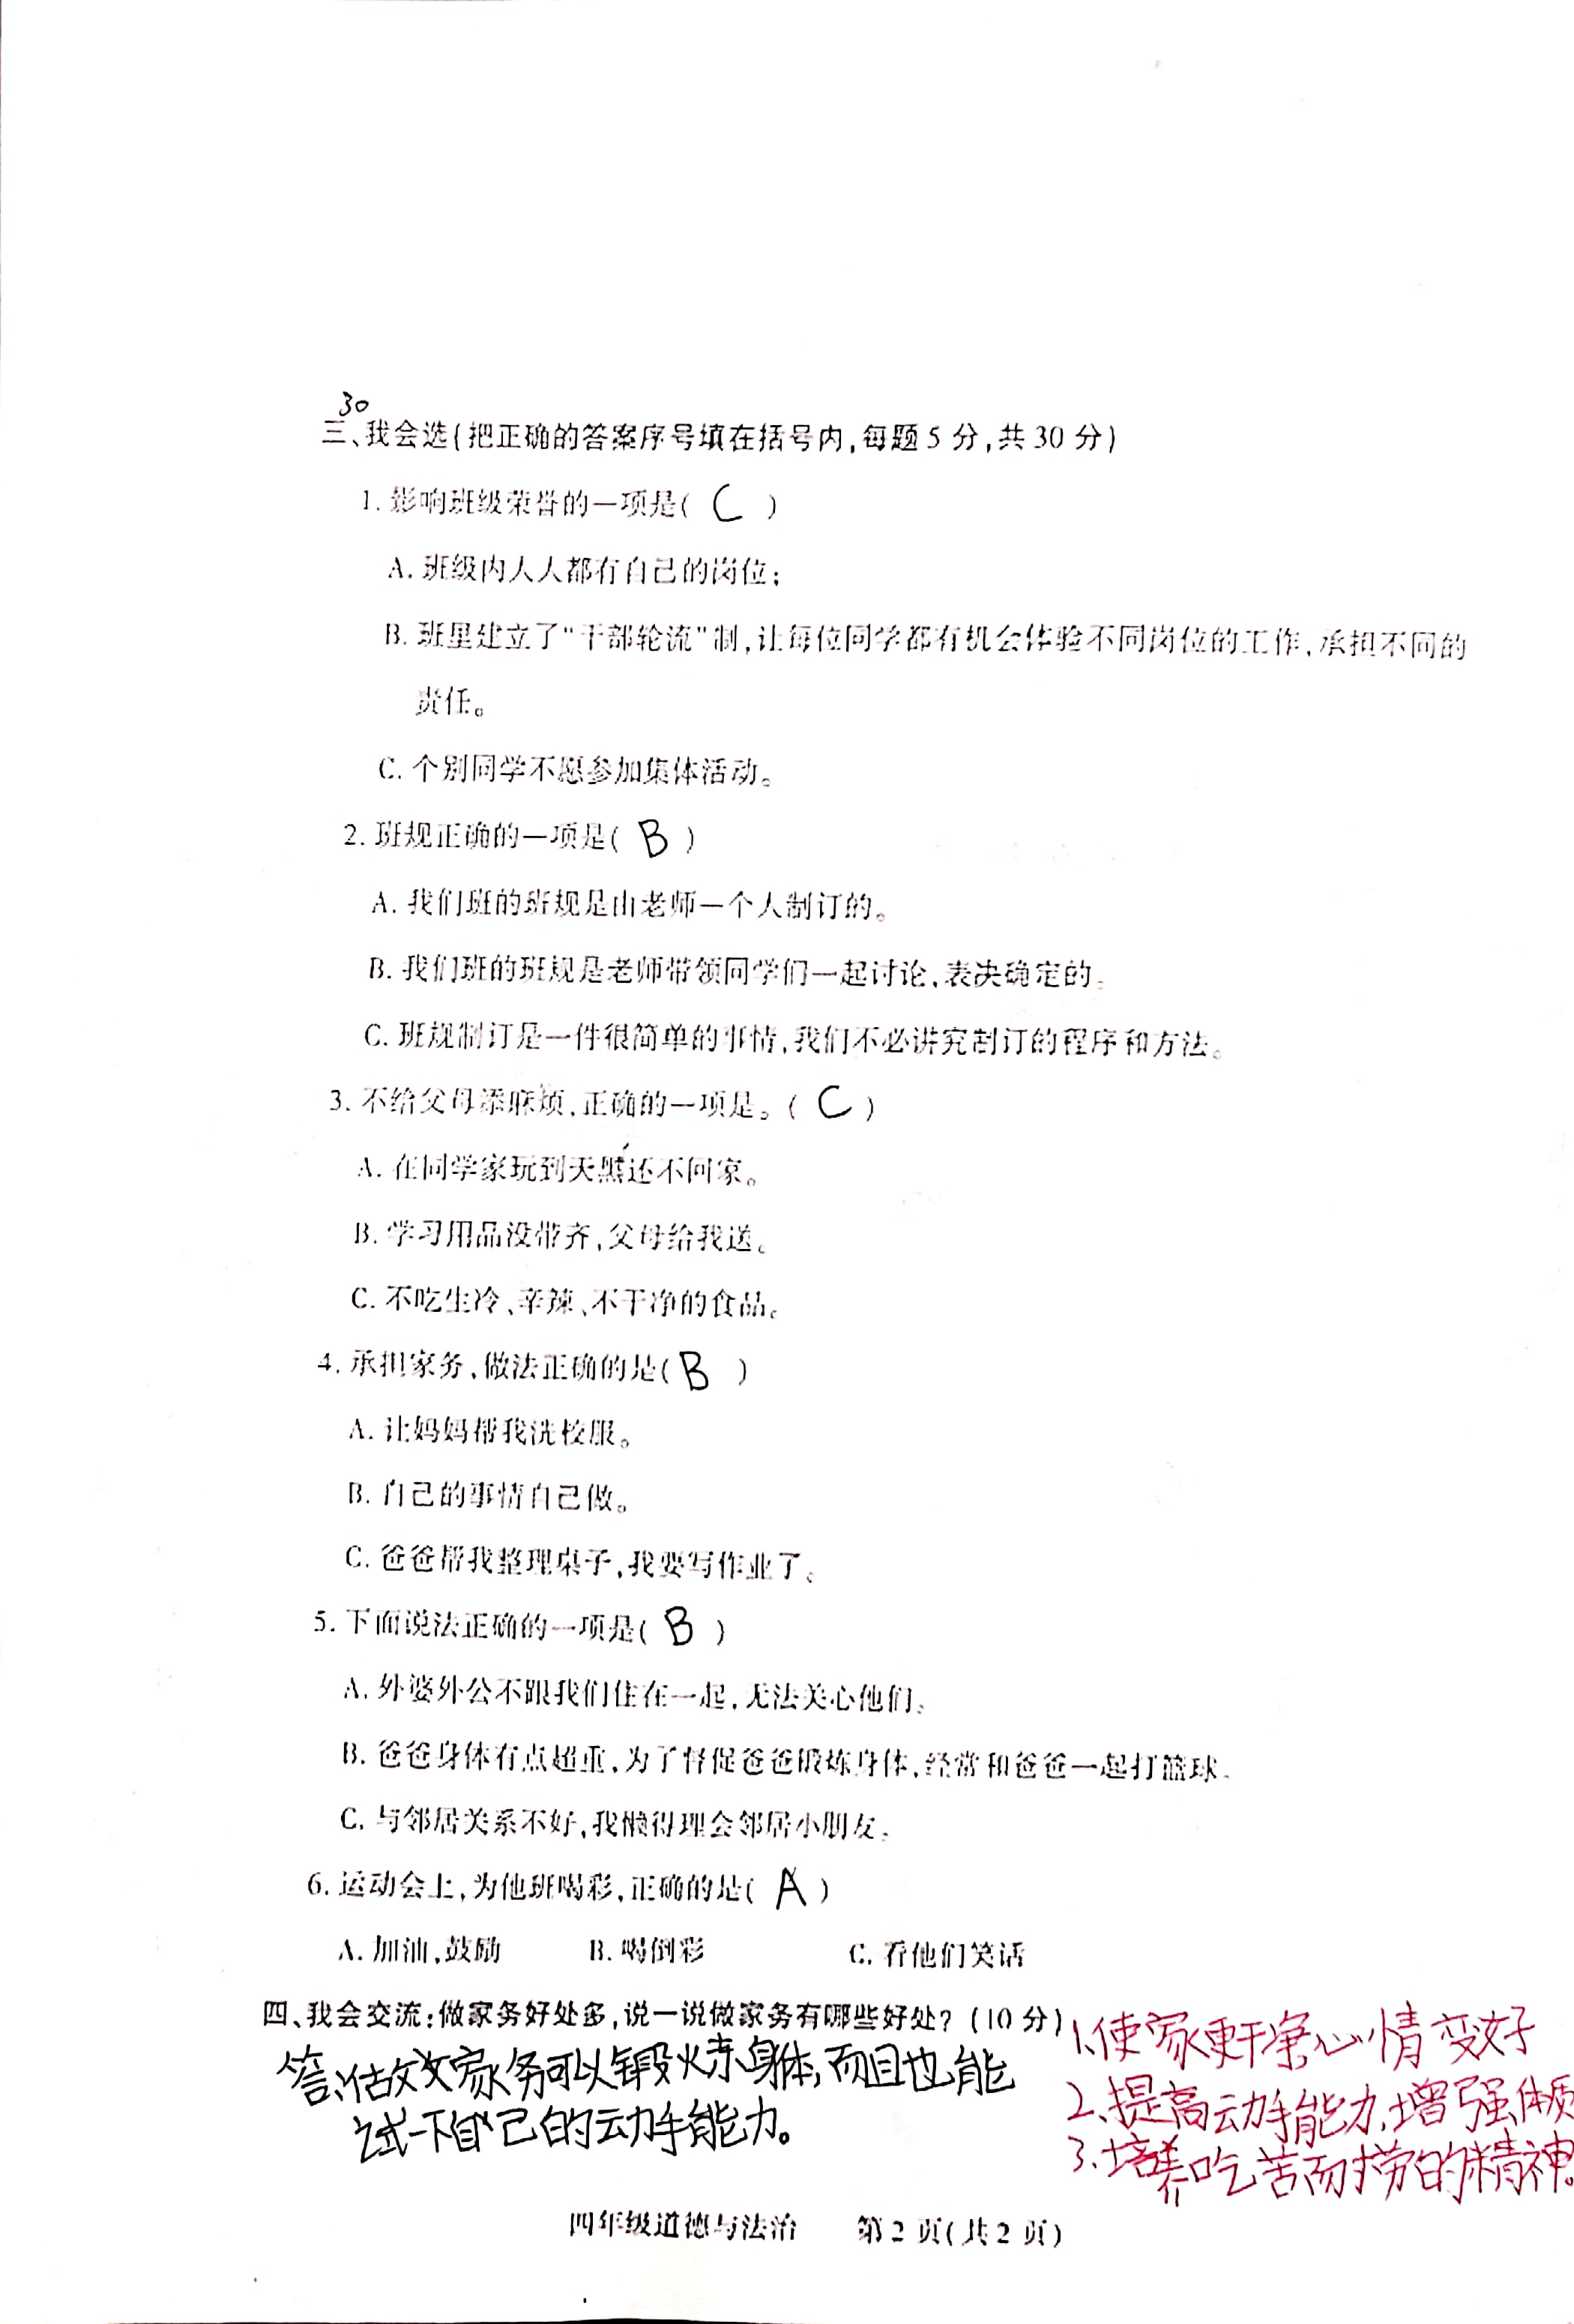 30
三、我会选(把正确的答案序号填在括号内,每题5分,共30分)
1. 影响班级荣誉的一项是( C )
A. 班级内人人都有自己的岗位;
B. 班里建立了“干部轮流”制,让每位同学都有机会体验不同岗位的工作,承担不同的
责任。
C. 个别同学不愿参加集体活动。
2. 班规正确的一项是( B )
A. 我们班的班规是由老师一个人制订的。
B. 我们班的班规是老师带领同学们一起讨论,表决确定的。
C. 班规制订是一件很简单的事情,我们不必讲究制订的程序和方法。
3. 不给父母添麻烦,正确的一项是。( C )
A. 在同学家玩到天黑还不回家。
B. 学习用品没带齐,父母给我送。
C. 不吃生冷、辛辣、不干净的食品。
4. 承担家务,做法正确的是( B )
A. 让妈妈帮我洗校服。
B. 自己的事情自己做。
C. 爸爸帮我整理桌子,我要写作业了。
5. 下面说法正确的一项是( B )
A. 外婆外公不跟我们住在一起,无法关心他们。
B. 爸爸身体有点超重,为了督促爸爸锻炼身体,经常和爸爸一起打篮球。
C. 与邻居关系不好,我懒得理会邻居小朋友。
6. 运动会上,为他班喝彩,正确的是( A )
A. 加油,鼓励 B. 喝倒彩 C. 看他们笑话
四、我会交流:做家务好处多,说一说做家务有哪些好处?(10分)
答:做家务可以锻炼身体,而且也能
试一下自己的动手能力。
1、使家更干净心情变好
2、提高动手能力,增强体质
3、培养吃苦而劳的精神。
四年级道德与法治 第2页(共2页)